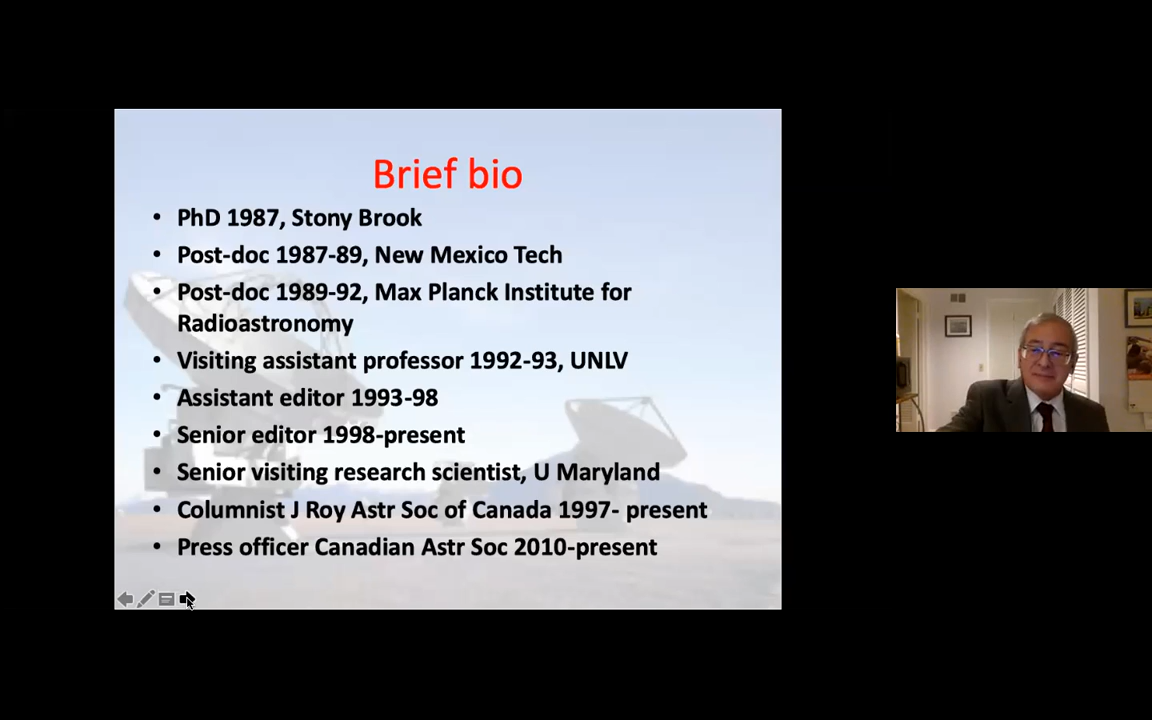 Brief bio
• PhD 1987, Stony Brook
• Post-doc 1987-89, New Mexico Tech
• Post-doc 1989-92, Max Planck Institute for
Radioastronomy
• Visiting assistant professor 1992-93, UNLV
• Assistant editor 1993-98
• Senior editor 1998-present
• Senior visiting research scientist, U Maryland
• Columnist J Roy Astr Soc of Canada 1997- present
• Press officer Canadian Astr Soc 2010-present